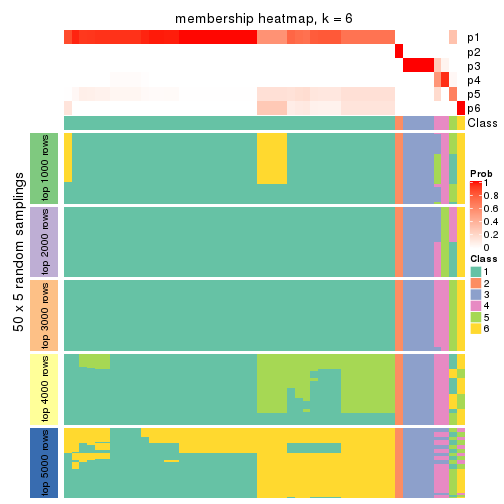 membership heatmap, k = 6
p1
p2
p3
p4
p5
p6
Class
50 x 5 random samplings
top 1000 rows
top 2000 rows
top 3000 rows
top 4000 rows
top 5000 rows
Prob
1
0.8
0.6
0.4
0.2
0
Class
1
2
3
4
5
6